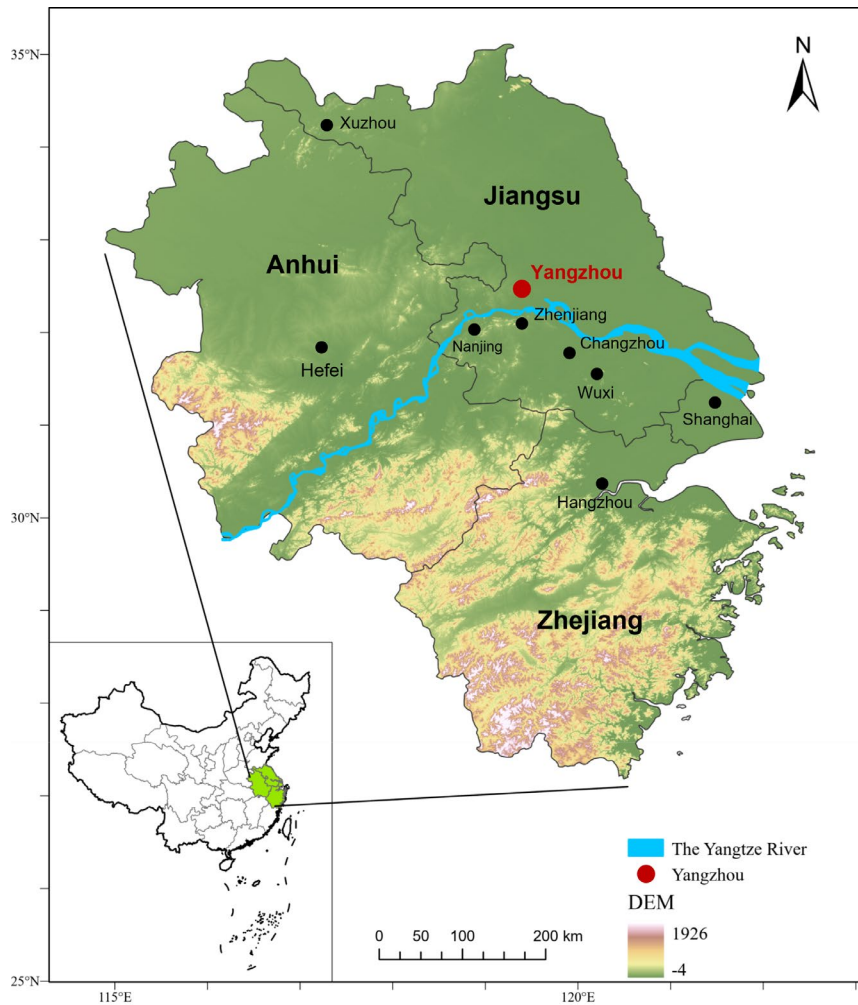 35°N
N
Xuzhou
Jiangsu
Anhui
Yangzhou
Zhenjiang
Nanjing
Changzhou
Hefei
Wuxi
Shanghai
Hangzhou
30°N
Zhejiang
The Yangtze River
Yangzhou
DEM
1926
-4
0 50 100 200 km
25°N
115°E
120°E